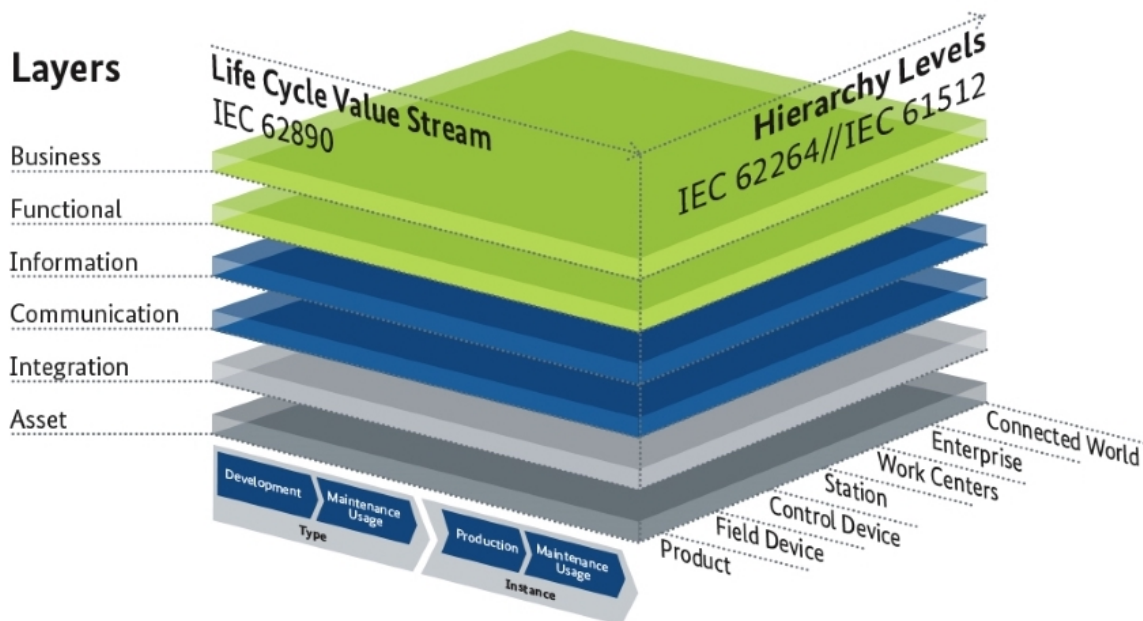 Layers
Life Cycle Value Stream
IEC 62890
Hierarchy Levels
IEC 62264//IEC 61512
Business
Functional
Information
Communication
Integration
Asset
Development
Maintenance
Usage
Type
Production
Maintenance
Usage
Instance
Connected World
Enterprise
Work Centers
Station
Control Device
Field Device
Product